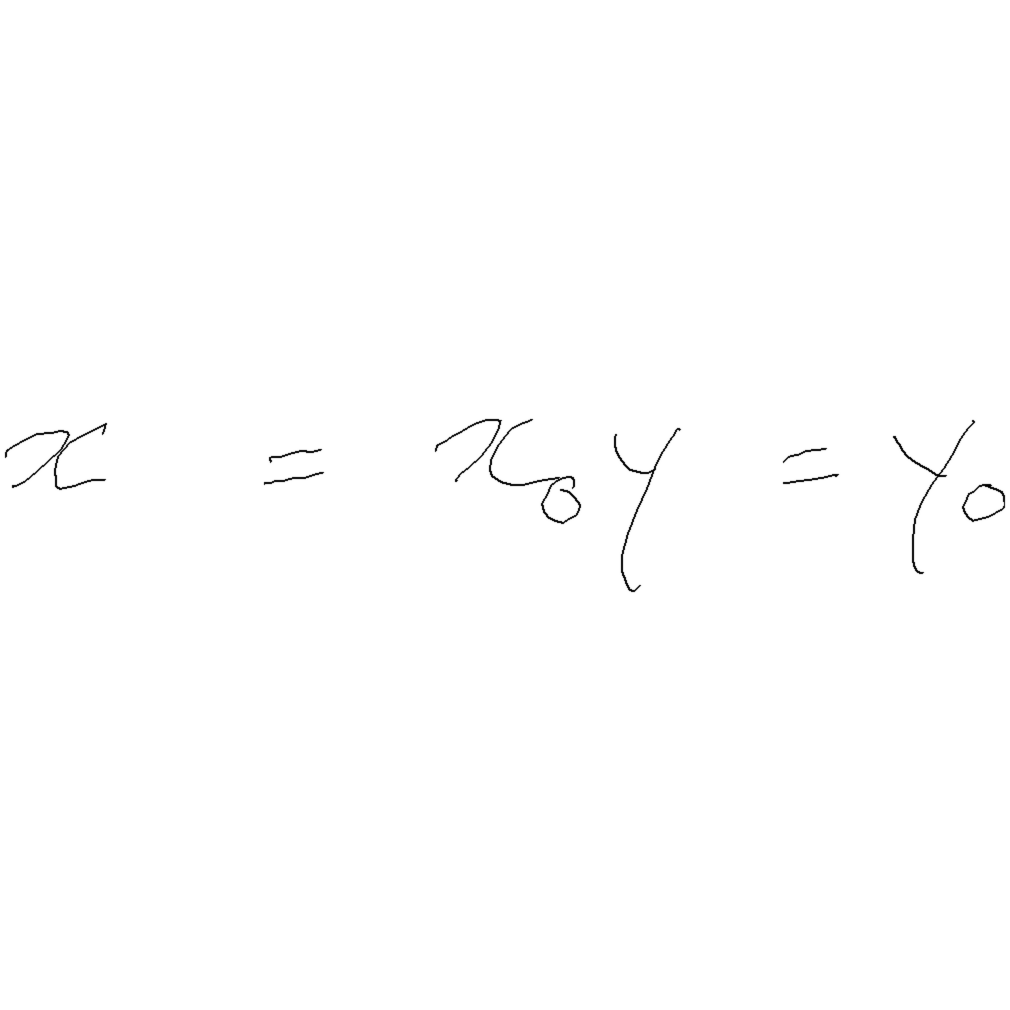 x = x₀ y = y₀